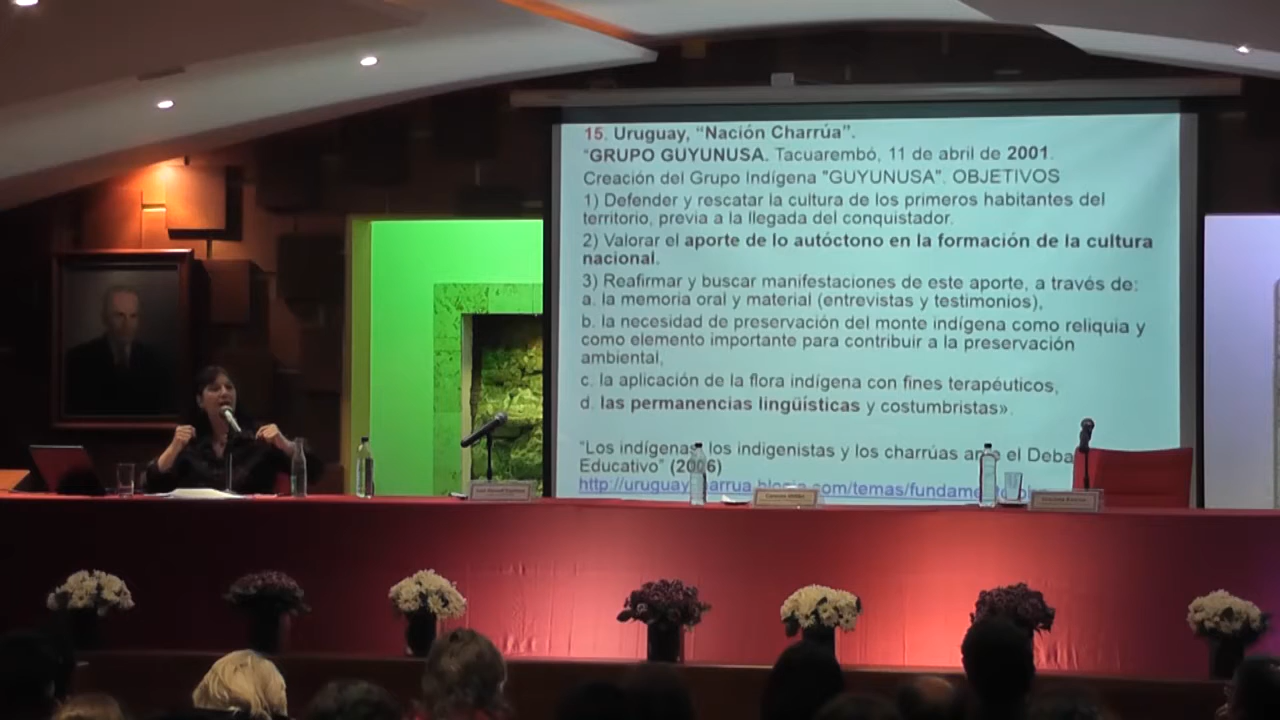 15. Uruguay, “Nación Charrúa”.
“GRUPO GUYUNUSA. Tacuarembó, 11 de abril de 2001.
Creación del Grupo Indígena "GUYUNUSA". OBJETIVOS
1) Defender y rescatar la cultura de los primeros habitantes del
territorio, previa a la llegada del conquistador.
2) Valorar el aporte de lo autóctono en la formación de la cultura
nacional.
3) Reafirmar y buscar manifestaciones de este aporte, a través de:
a. la memoria oral y material (entrevistas y testimonios),
b. la necesidad de preservación del monte indígena como reliquia y
como elemento importante para contribuir a la preservación
ambiental,
c. la aplicación de la flora indígena con fines terapéuticos,
d. las permanencias lingüísticas y costumbristas».
“Los indígenas, los indigenistas y los charrúas ante el Deba
Educativo” (2006)